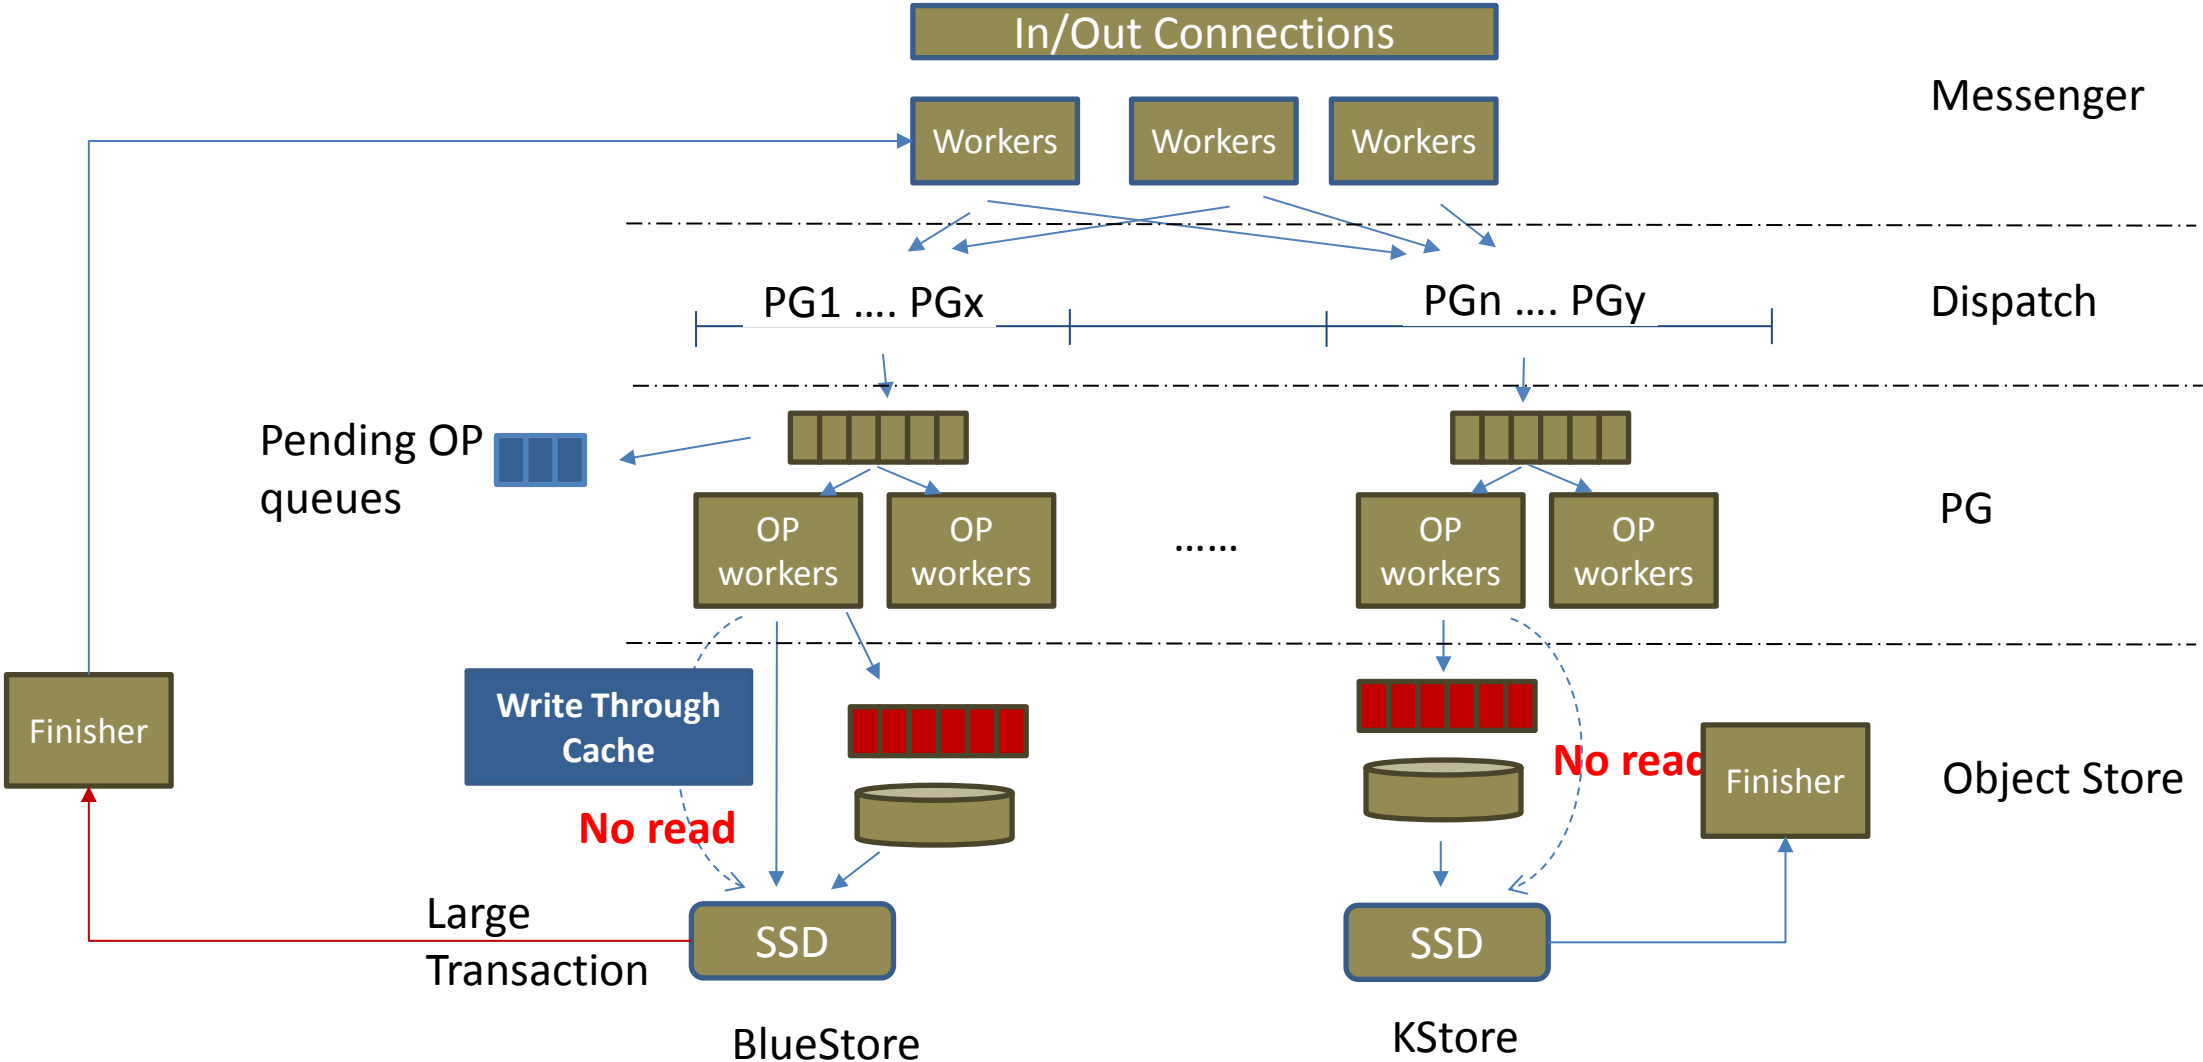 In/Out Connections
Messenger
Workers
Workers
Workers
PG1 .... PGx
PGn .... PGy
Dispatch
Pending OP
queues
OP
workers
OP
workers
......
OP
workers
OP
workers
PG
Finisher
Write Through
Cache
No read
No read
Finisher
Object Store
Large
Transaction
SSD
SSD
BlueStore
KStore